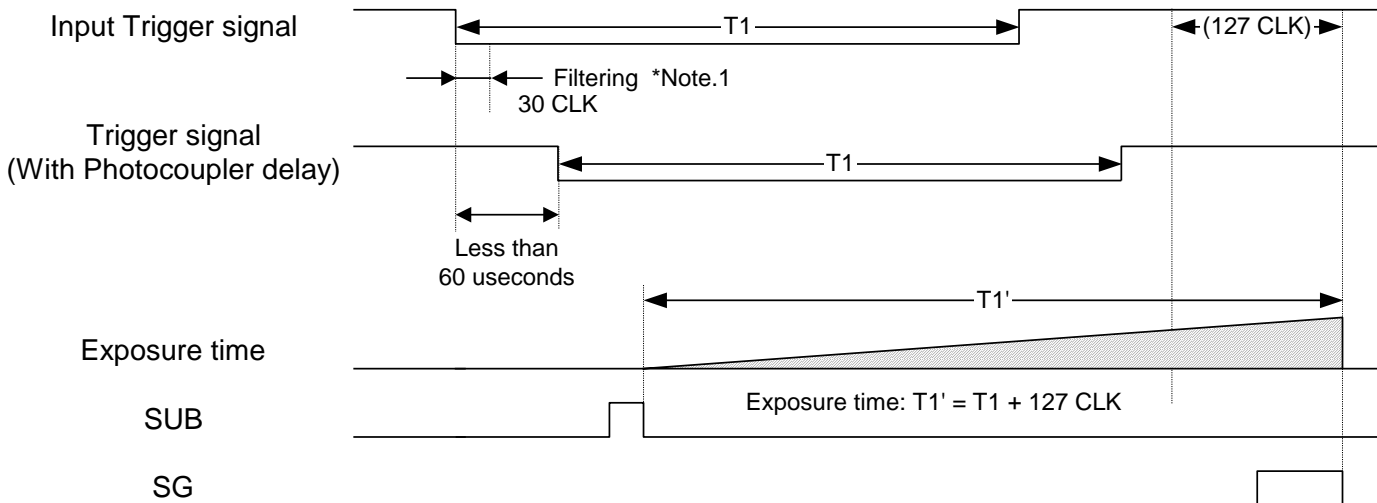 Input Trigger signal
T1
(127 CLK)
Filtering *Note.1
30 CLK
Trigger signal
(With Photocoupler delay)
T1
Less than
60 useconds
T1'
Exposure time
Exposure time: T1' = T1 + 127 CLK
SUB
SG